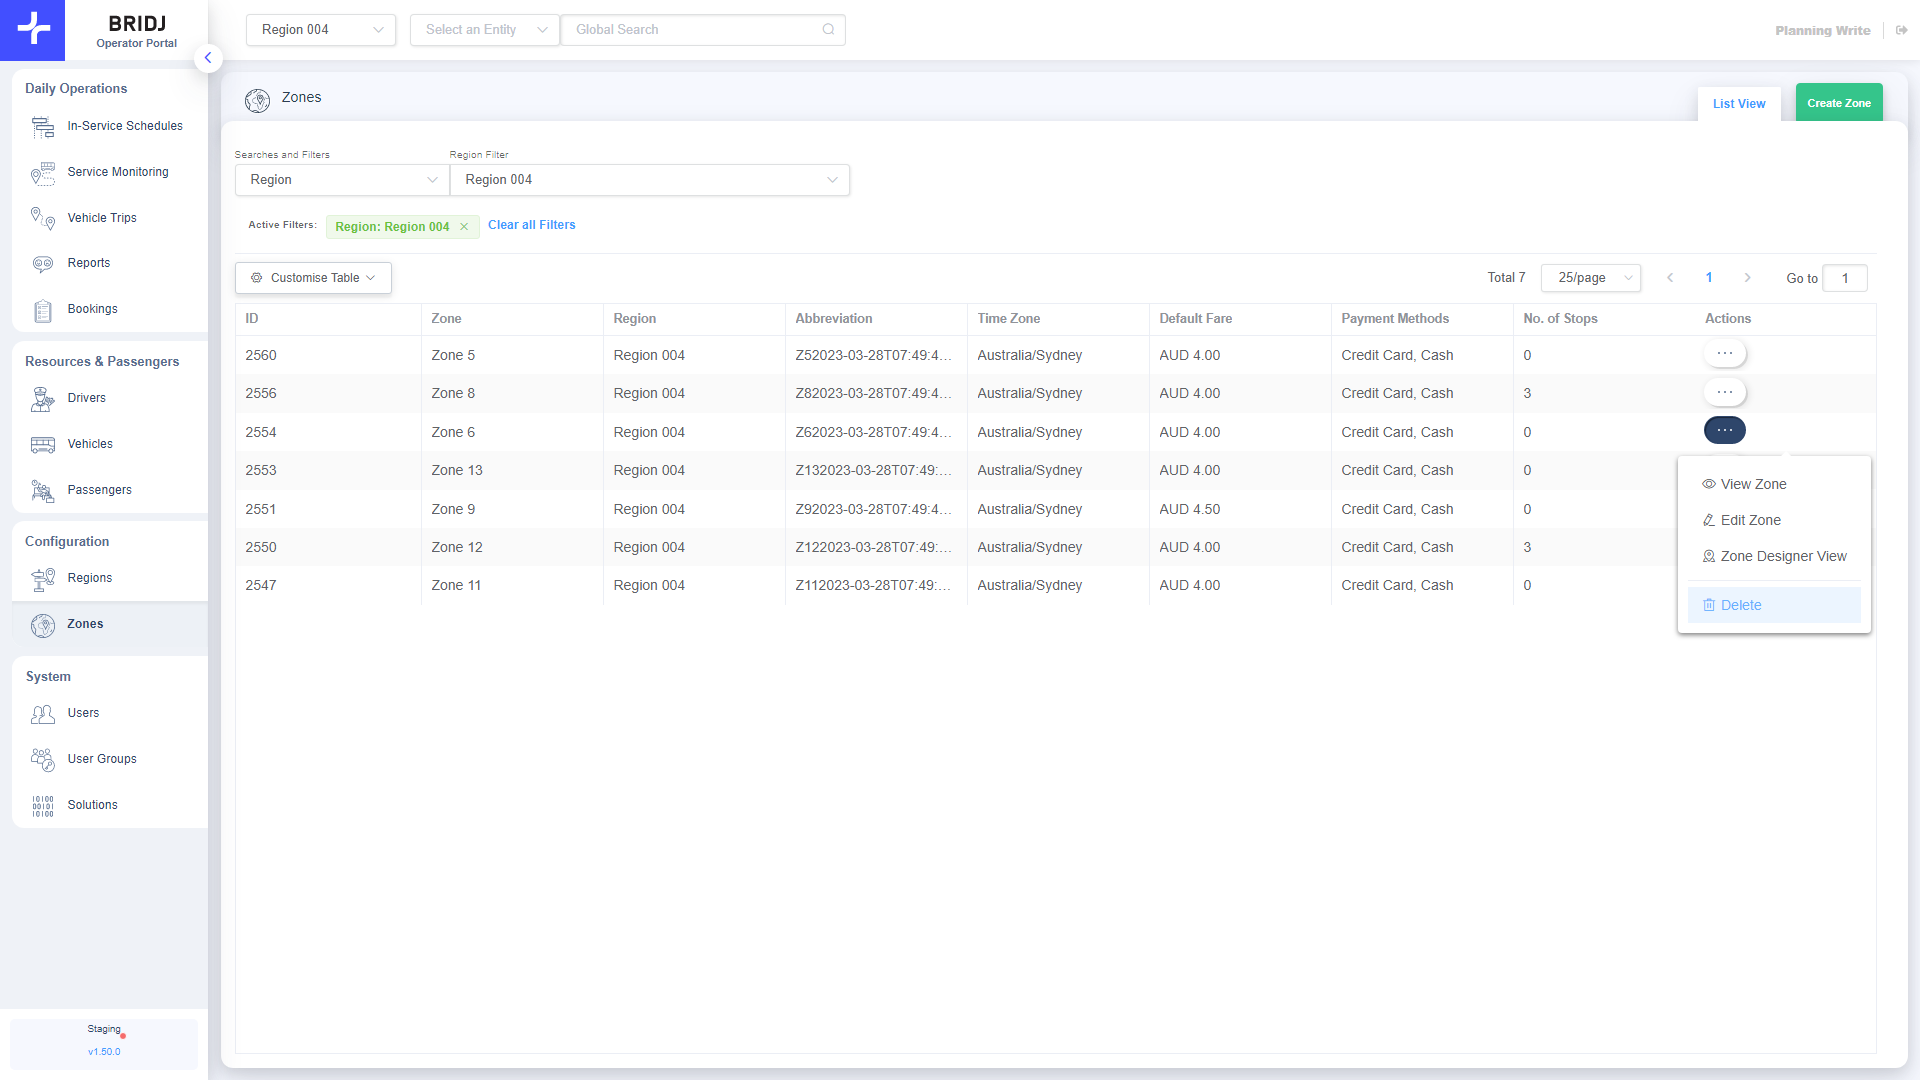 BRIDJ
Operator Portal
Region 004
Select an Entity
Global Search
Planning Write
Daily Operations
In-Service Schedules
Service Monitoring
Vehicle Trips
Reports
Bookings
Resources & Passengers
Drivers
Vehicles
Passengers
Configuration
Regions
Zones
System
Users
User Groups
10100
00101
10100
Solutions
Staging
v1.50.0
Zones
List View
Create Zone
Searches and Filters
Region Filter
Region
Region 004
Active Filters:
Region: Region 004
Clear all Filters
Customise Table
Total 7
25/page
1
Go to
1
ID Zone Region Abbreviation Time Zone Default Fare Payment Methods No. of Stops Actions
2560 Zone 5 Region 004 Z52023-03-28T07:49:4... Australia/Sydney AUD 4.00 Credit Card, Cash 0 ...
2556 Zone 8 Region 004 Z82023-03-28T07:49:4... Australia/Sydney AUD 4.00 Credit Card, Cash 3 ...
2554 Zone 6 Region 004 Z62023-03-28T07:49:4... Australia/Sydney AUD 4.00 Credit Card, Cash 0 ...
2553 Zone 13 Region 004 Z132023-03-28T07:49:... Australia/Sydney AUD 4.00 Credit Card, Cash 0
2551 Zone 9 Region 004 Z92023-03-28T07:49:4... Australia/Sydney AUD 4.50 Credit Card, Cash 0
2550 Zone 12 Region 004 Z122023-03-28T07:49:... Australia/Sydney AUD 4.00 Credit Card, Cash 3
2547 Zone 11 Region 004 Z112023-03-28T07:49:... Australia/Sydney AUD 4.00 Credit Card, Cash 0
View Zone
Edit Zone
Zone Designer View
Delete